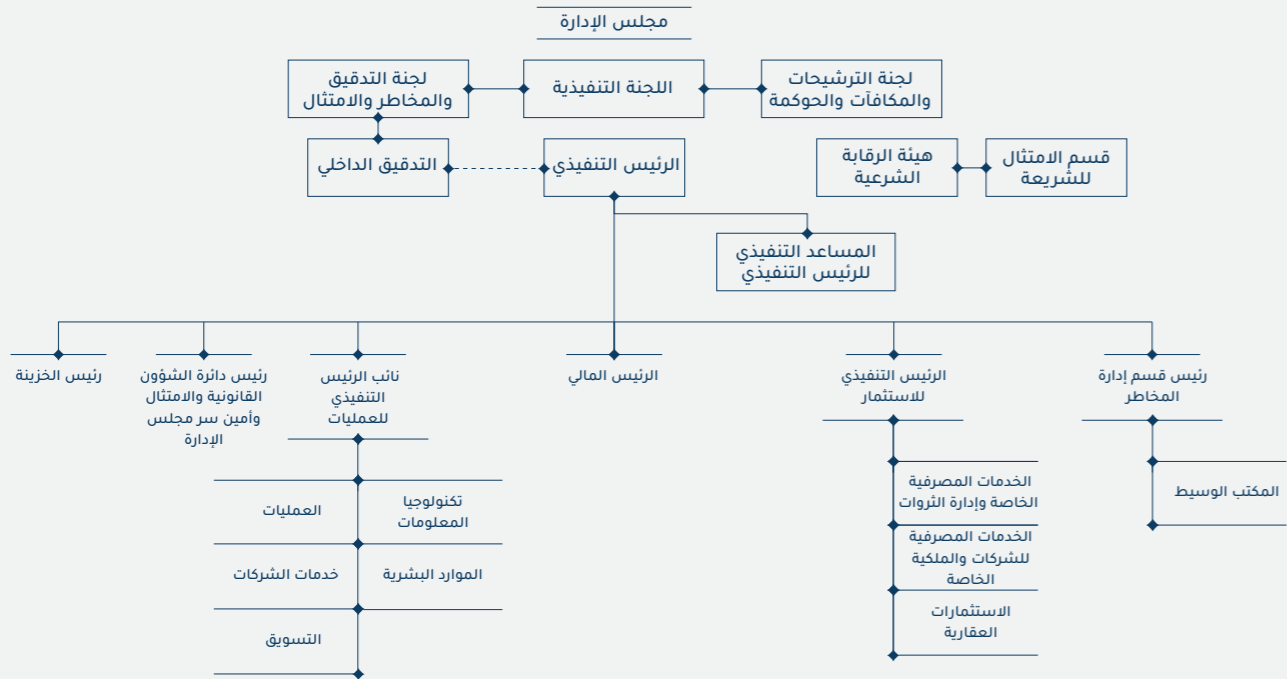 مجلس الإدارة
لجنة الترشيحات
والمكافآت والحوكمة
اللجنة التنفيذية
لجنة التدقيق
والمخاطر والامتثال
قسم الامتثال
للشريعة
هيئة الرقابة
الشرعية
الرئيس التنفيذي
التدقيق الداخلي
المساعد التنفيذي
للرئيس التنفيذي
رئيس قسم إدارة
المخاطر
الرئيس التنفيذي
للاستثمار
الرئيس المالي
نائب الرئيس
التنفيذي
للعمليات
رئيس دائرة الشؤون
القانونية والامتثال
وأمين سر مجلس
الإدارة
رئيس الخزينة
المكتب الوسيط
الخدمات المصرفية
الخاصة وإدارة الثروات
الخدمات المصرفية
للشركات والملكية
الخاصة
الاستثمارات
العقارية
تكنولوجيا
المعلومات
العمليات
الموارد البشرية
خدمات الشركات
التسويق